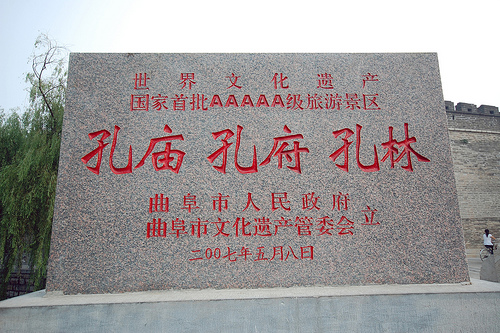 世界文化遗产
国家首批AAAAA级旅游景区
孔庙 孔府 孔林
曲阜市人民政府
曲阜市文化遗产管委会 立
二00七年五月八日